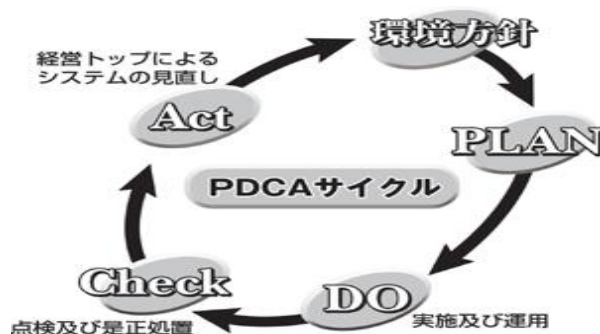 環境方針
経営トップによる
システムの見直し
Act
PLAN
PDCAサイクル
Check
点検及び是正処置
DO
実施及び運用